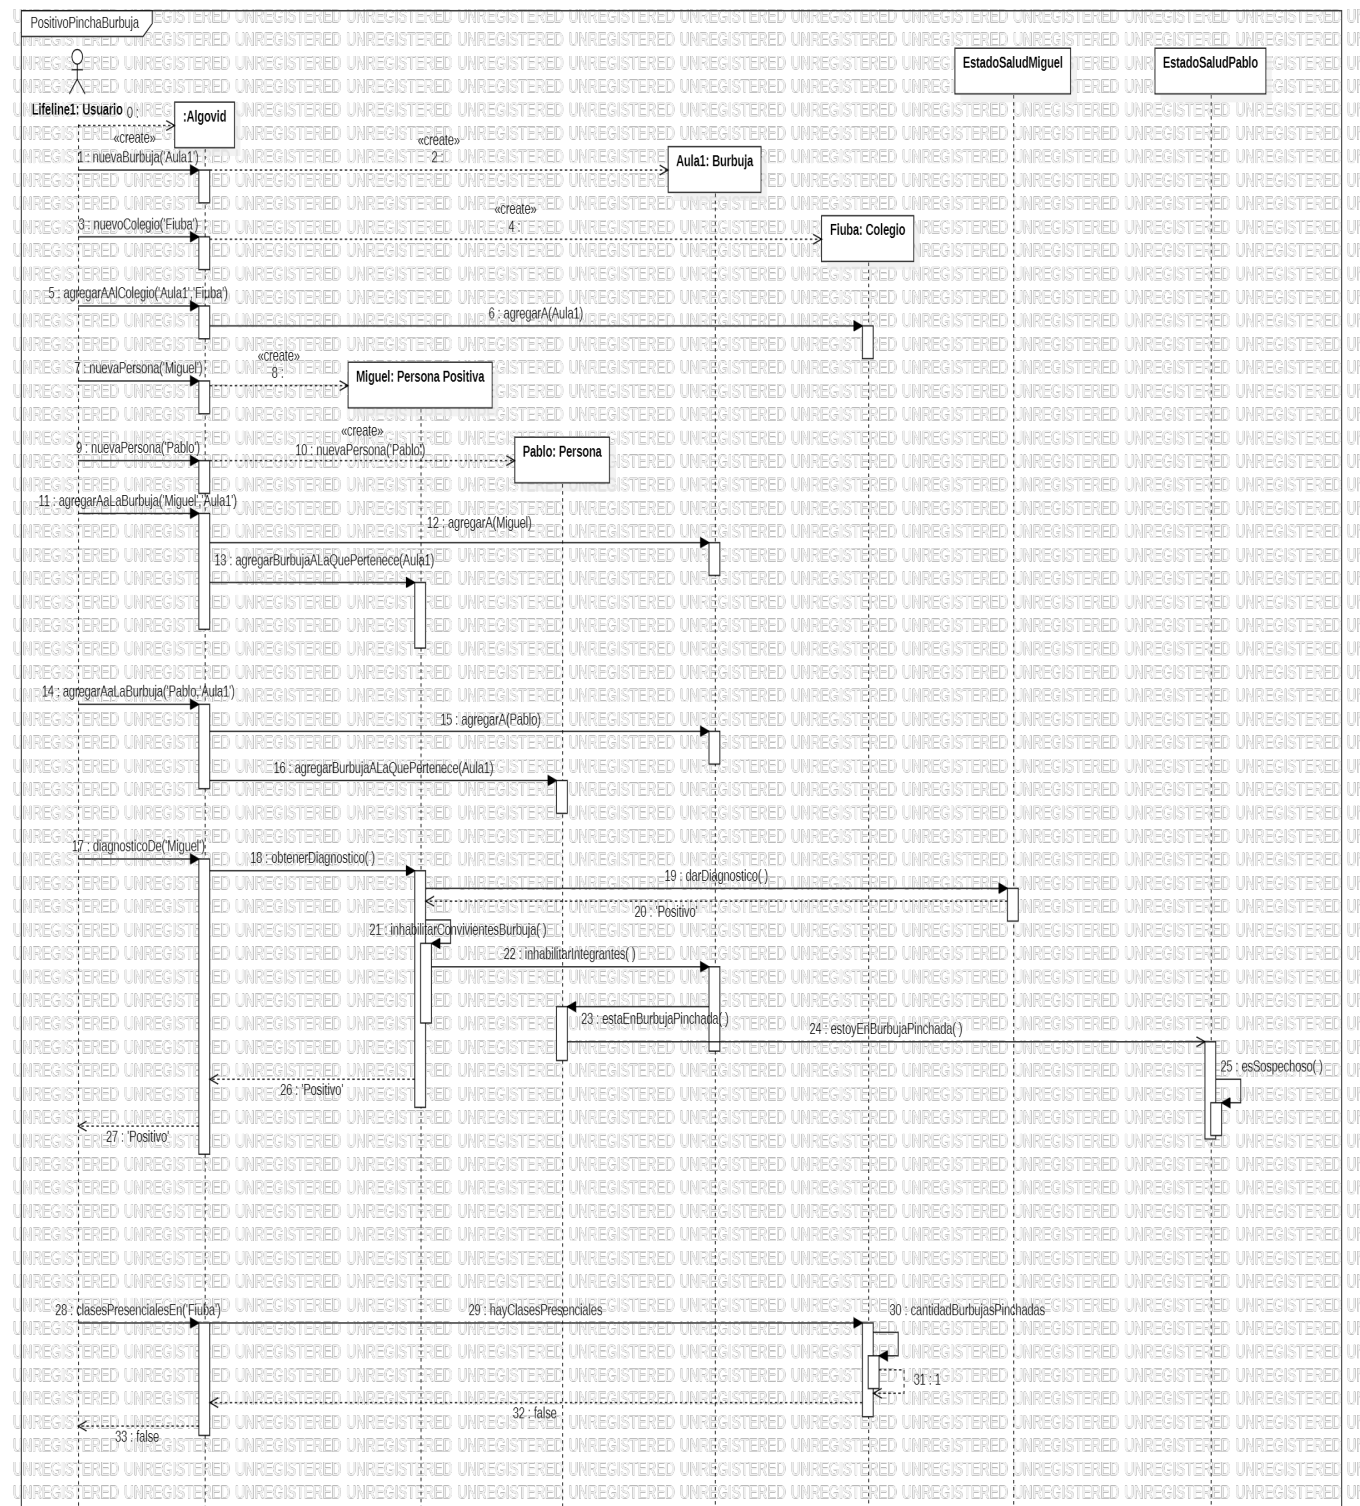 PositivoPinchaBurbuja
EstadoSaludMiguel
EstadoSaludPablo
Lifeline1: Usuario
0 :
«create»
:Algovid
1 : nuevaBurbuja('Aula1')
«create»
2 :
Aula1: Burbuja
3 : nuevoColegio('Fiuba')
«create»
4 :
Fiuba: Colegio
5 : agregarAAlColegio('Aula1','Fiuba')
6 : agregarA(Aula1)
7 : nuevaPersona('Miguel')
«create»
8 :
Miguel: Persona Positiva
9 : nuevaPersona('Pablo')
«create»
10 : nuevaPersona('Pablo')
Pablo: Persona
11 : agregarAaLaBurbuja('Miguel','Aula1')
12 : agregarA(Miguel)
13 : agregarBurbujaALaQuePertenece(Aula1)
14 : agregarAaLaBurbuja('Pablo,'Aula1')
15 : agregarA(Pablo)
16 : agregarBurbujaALaQuePertenece(Aula1)
17 : diagnosticoDe('Miguel')
18 : obtenerDiagnostico( )
19 : darDiagnostico( )
20 : 'Positivo'
21 : inhabilitarConvivientesBurbuja( )
22 : inhabilitarIntegrantes( )
23 : estaEnBurbujaPinchada( )
24 : estoyEnBurbujaPinchada( )
25 : esSospechoso( )
26 : 'Positivo'
27 : 'Positivo'
28 : clasesPresencialesEn('Fiuba')
29 : hayClasesPresenciales
30 : cantidadBurbujasPinchadas
31 : 1
32 : false
33 : false
UNREGISTERED